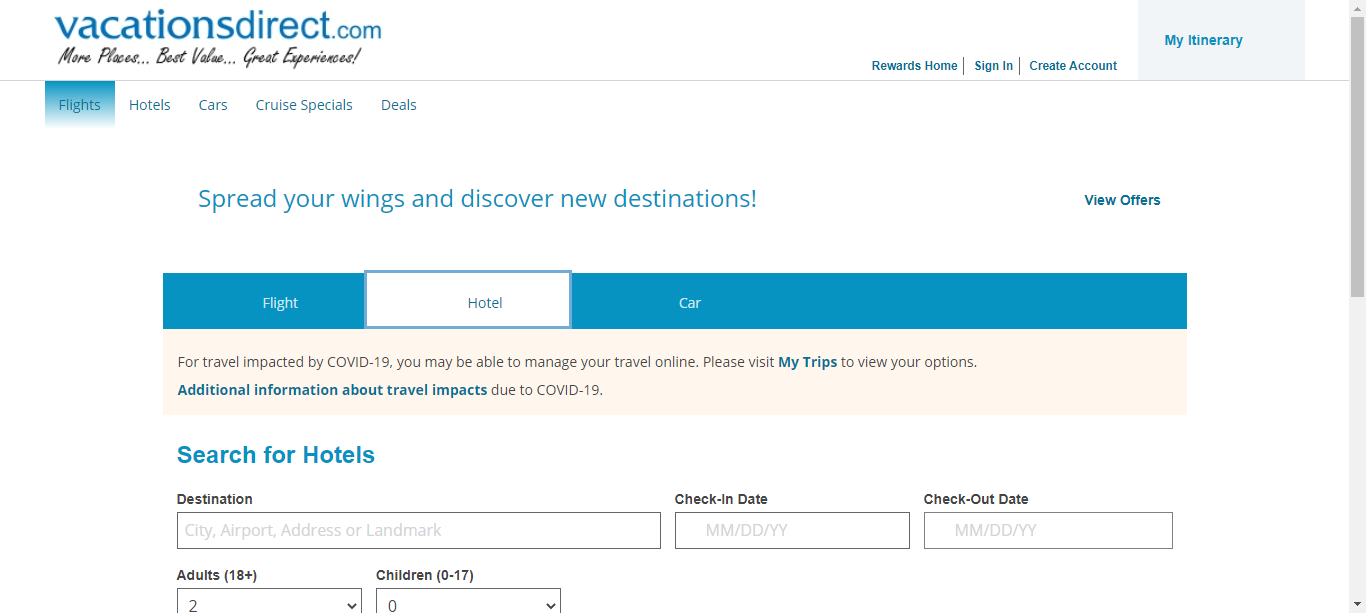 vacationsdirect.com
More Places... Best Value... Great Experiences!
Rewards Home Sign In Create Account
My Itinerary
Flights Hotels Cars Cruise Specials Deals
Spread your wings and discover new destinations!
View Offers
Flight Hotel Car
For travel impacted by COVID-19, you may be able to manage your travel online. Please visit My Trips to view your options.
Additional information about travel impacts due to COVID-19.
Search for Hotels
Destination Check-In Date Check-Out Date
City, Airport, Address or Landmark MM/DD/YY MM/DD/YY
Adults (18+) Children (0-17)
2 0